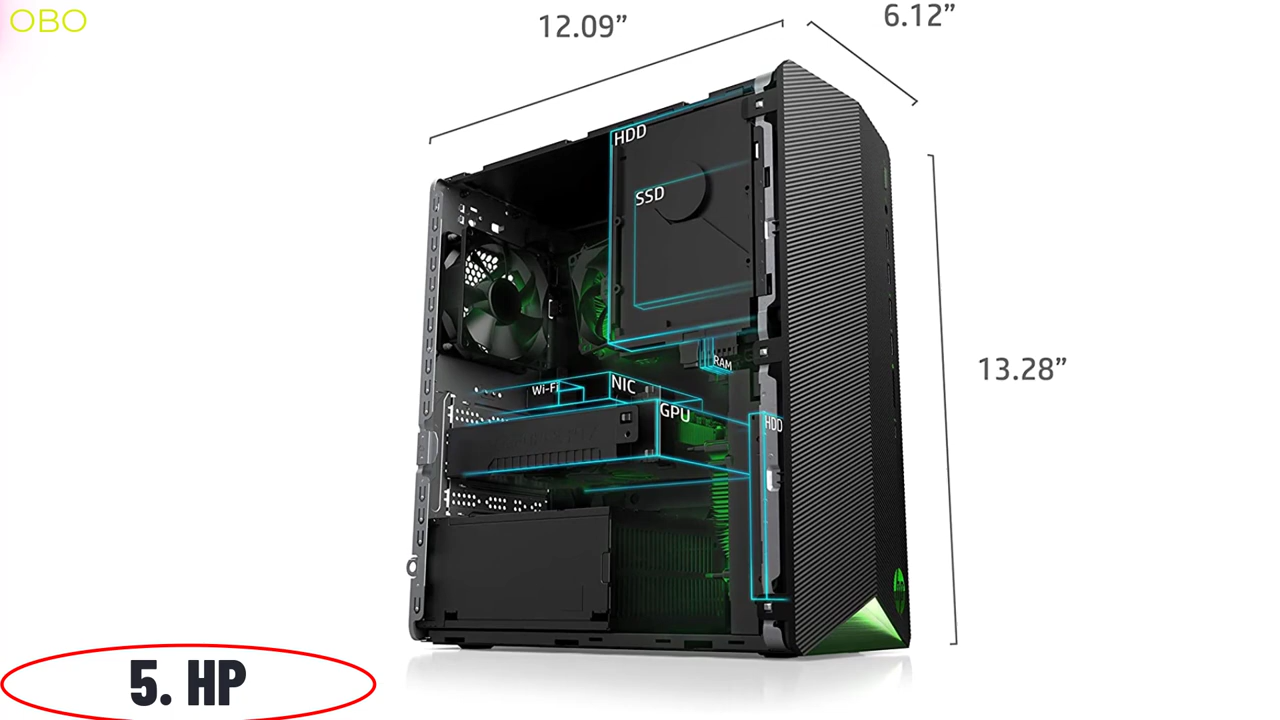 OBO
12.09”
6.12”
HDD
SSD
13.28”
RAM
Wi-Fi
NIC
GPU
HDD
5. HP